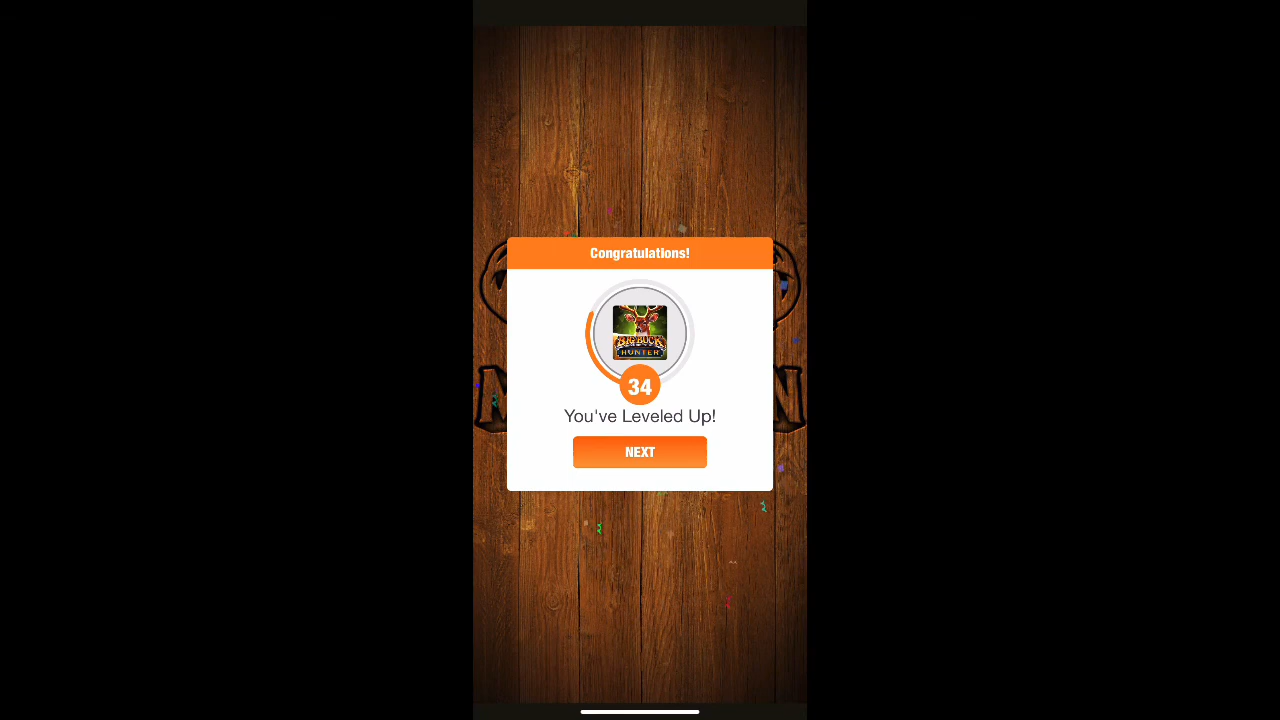 Congratulations!
BIG BUCK
HUNTER
34
You've Leveled Up!
NEXT